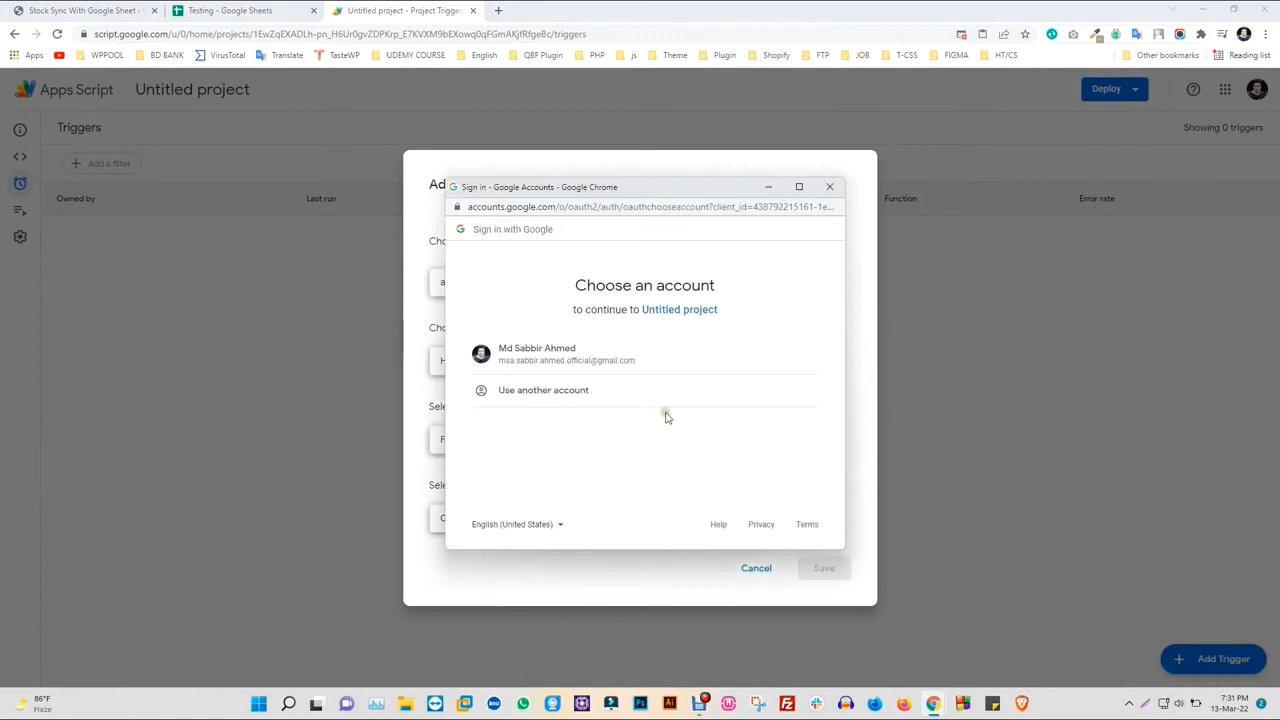 Stock Sync With Google Sheet ‹ W
Testing - Google Sheets
Untitled project - Project Trigger
script.google.com/u/0/home/projects/1EwZqEXADLh-pn_H6Ur0gvZDPKrp_E7KVXM9bEXowq0qFGmAKjfRfgeBc/triggers
Apps
WPPOOL
BD BANK
VirusTotal
Translate
TasteWP
UDEMY COURSE
English
QBF Plugin
PHP
js
Theme
Plugin
Shopify
FTP
JOB
T-CSS
FIGMA
HT/CS
Other bookmarks
Reading list
Apps Script
Untitled project
Deploy
Triggers
Showing 0 triggers
Add a filter
Owned by
Last run
Function
Error rate
Ad
Sign in - Google Accounts - Google Chrome
accounts.google.com/o/oauth2/auth/oauthchooseaccount?client_id=438792215161-1e...
Sign in with Google
Cho
Choose an account
to continue to Untitled project
Cho
Md Sabbir Ahmed
msa.sabbir.ahmed.official@gmail.com
Use another account
Sele
Sele
English (United States)
Help
Privacy
Terms
Cancel
Save
Add Trigger
86°F
Haze
7:31 PM
13-Mar-22